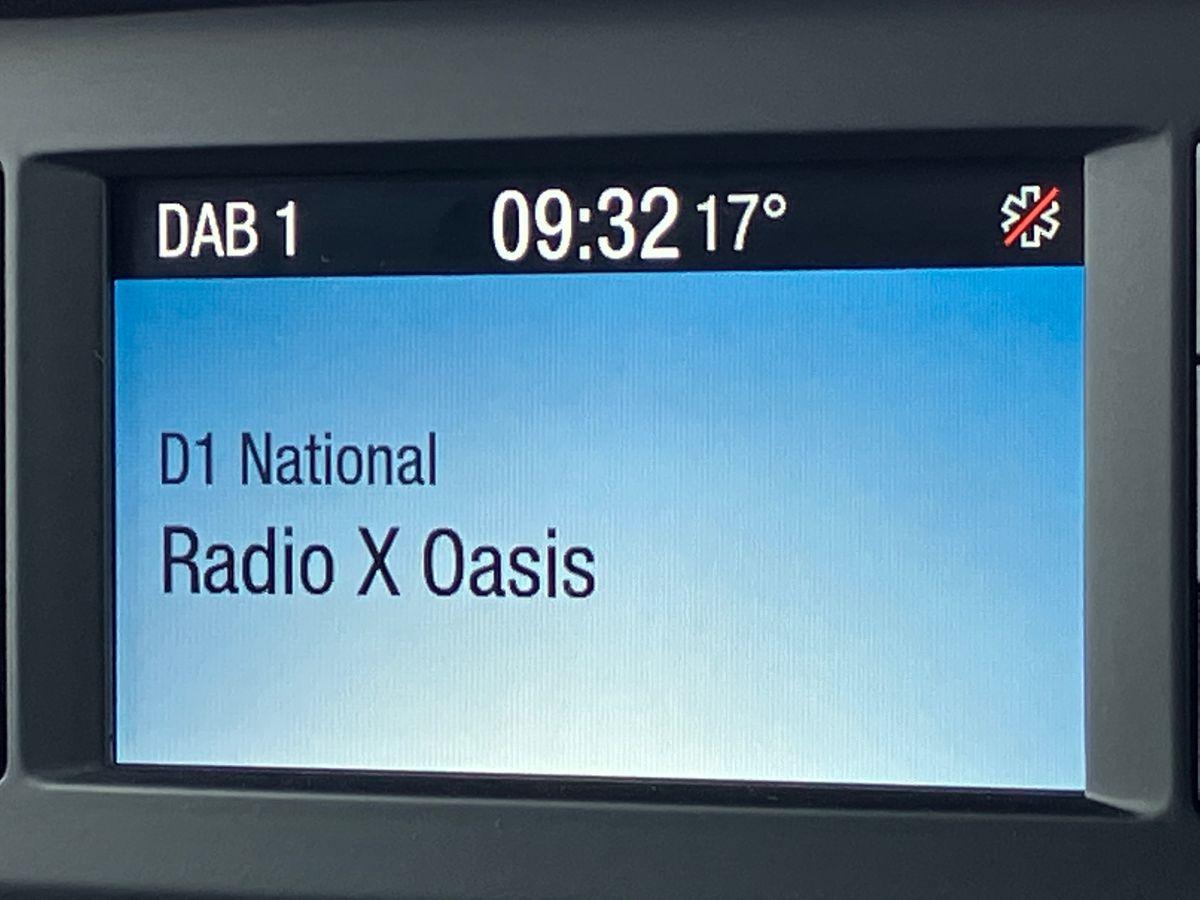 DAB 1 09:32 17°
D1 National
Radio X Oasis